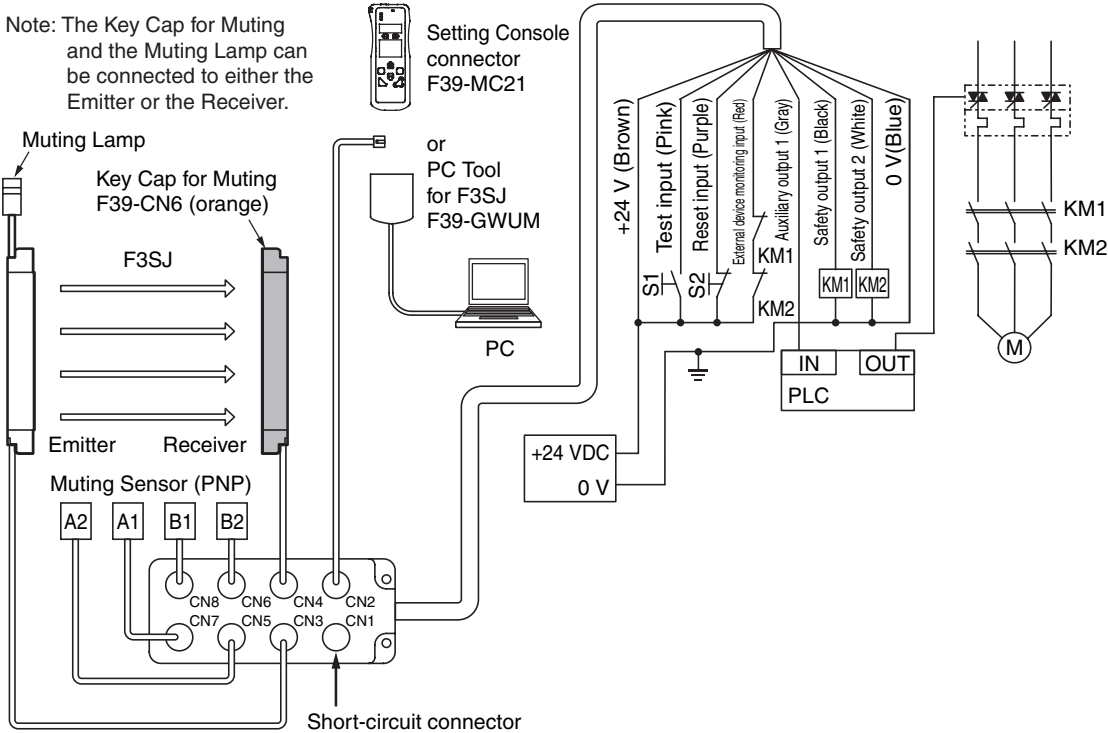 Note: The Key Cap for Muting
and the Muting Lamp can
be connected to either the
Emitter or the Receiver.
Setting Console
connector
F39-MC21
or
PC Tool
for F3SJ
F39-GWUM
PC
Muting Lamp
Key Cap for Muting
F39-CN6 (orange)
F3SJ
Emitter
Receiver
Muting Sensor (PNP)
A2
A1
B1
B2
CN8
CN6
CN4
CN2
CN7
CN5
CN3
CN1
Short-circuit connector
+24 V (Brown)
Test input (Pink)
Reset input (Purple)
External device monitoring input (Red)
Auxiliary output 1 (Gray)
Safety output 1 (Black)
Safety output 2 (White)
0 V(Blue)
S1
S2
KM1
KM2
KM1
KM2
IN
OUT
PLC
+24 VDC
0 V
KM1
KM2
M